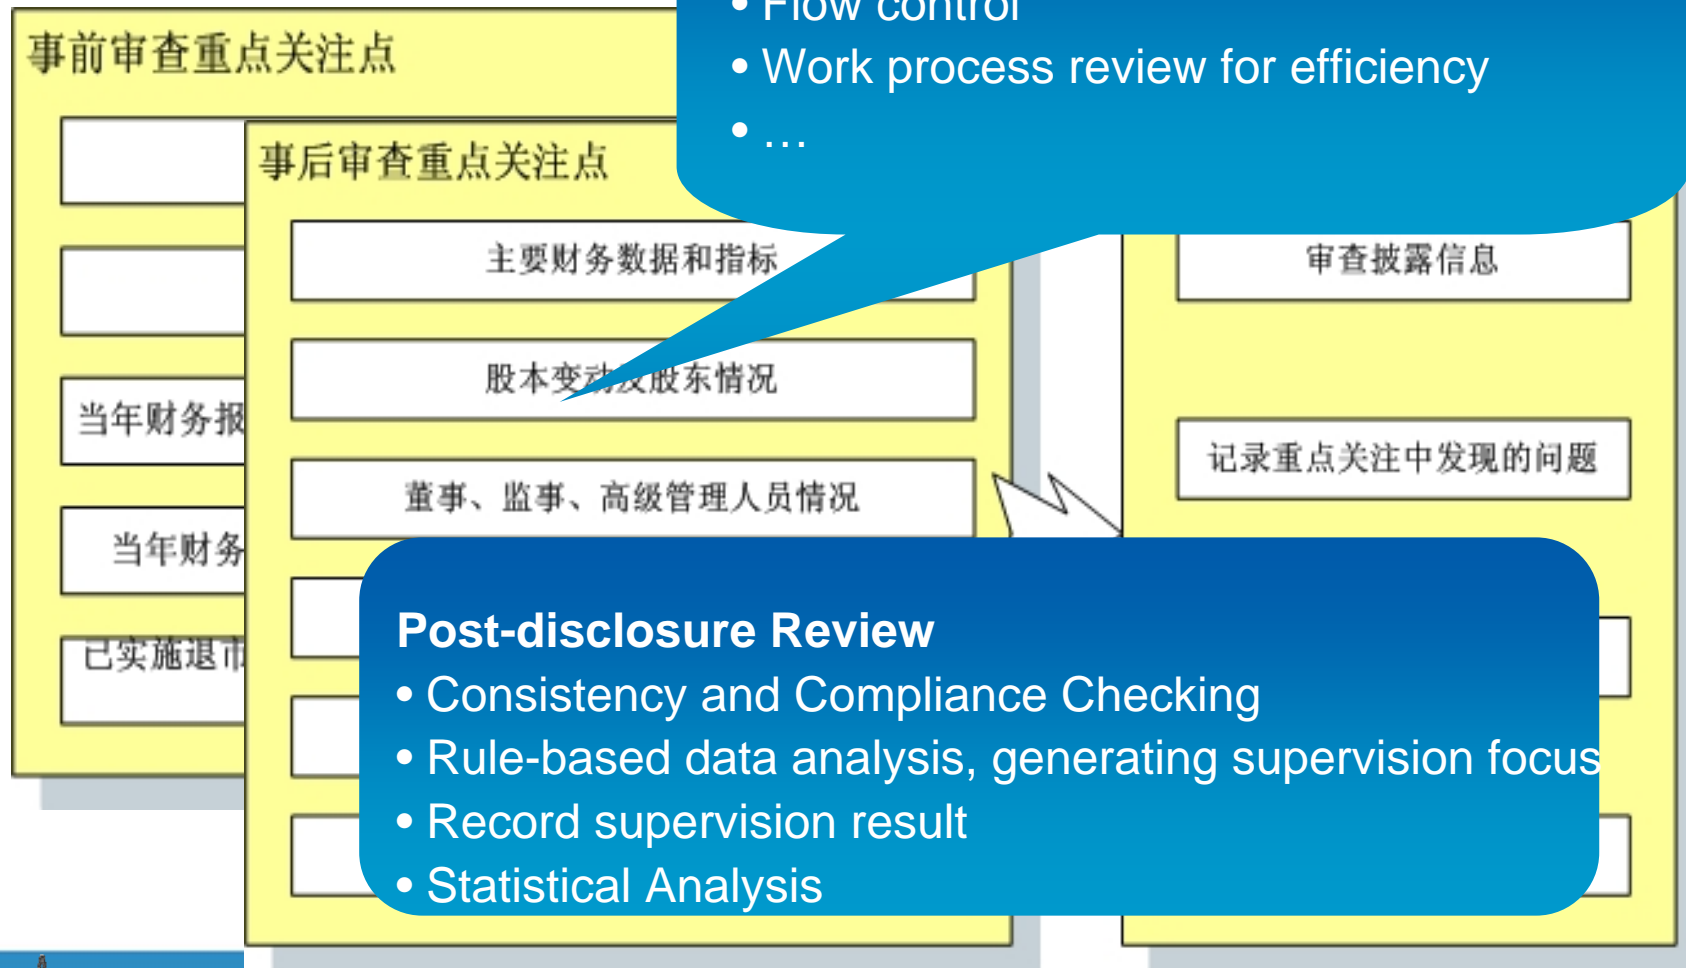 • Flow control
• Work process review for efficiency
• …
事前审查重点关注点
当年财务报
当年财务
已实施退市
事后审查重点关注点
主要财务数据和指标
股本变动及股东情况
董事、监事、高级管理人员情况
审查披露信息
记录重点关注中发现的问题
Post-disclosure Review
• Consistency and Compliance Checking
• Rule-based data analysis, generating supervision focus
• Record supervision result
• Statistical Analysis